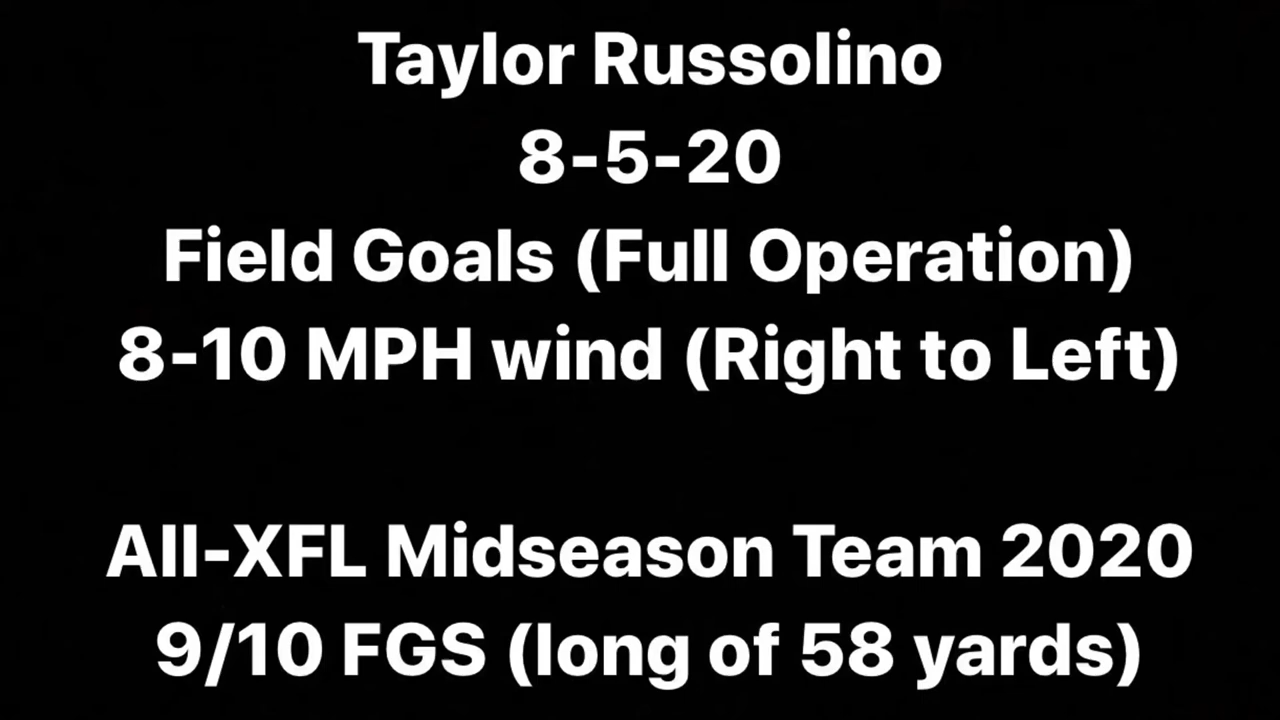 Taylor Russolino
8-5-20
Field Goals (Full Operation)
8-10 MPH wind (Right to Left)
All-XFL Midseason Team 2020
9/10 FGS (long of 58 yards)